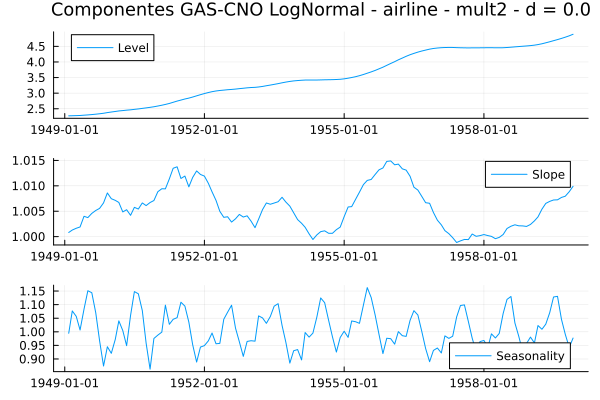 Componentes GAS-CNO LogNormal - airline - mult2 - d = 0.0
Level
4.5
4.0
3.5
3.0
2.5
1949-01-01 1952-01-01 1955-01-01 1958-01-01
Slope
1.015
1.010
1.005
1.000
1949-01-01 1952-01-01 1955-01-01 1958-01-01
1.15
1.10
1.05
1.00
0.95
0.90
Seasonality
1949-01-01 1952-01-01 1955-01-01 1958-01-01